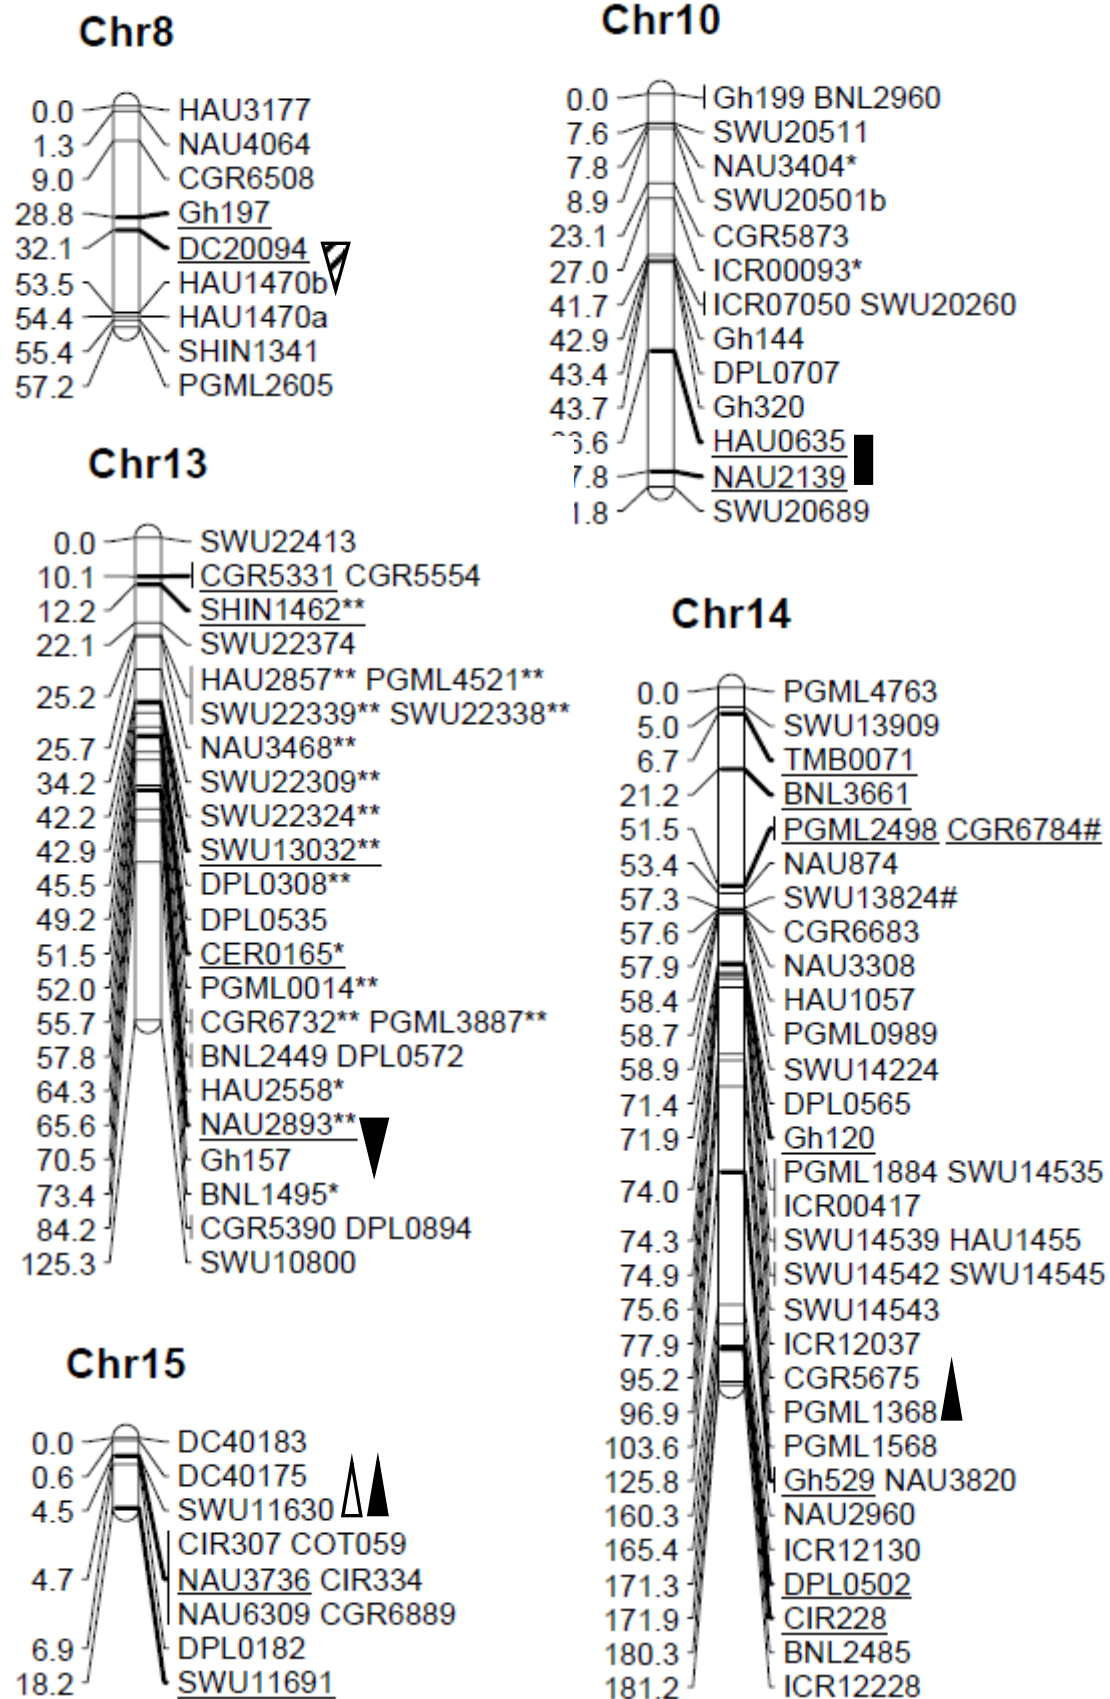 Chr8
0.0 HAU3177
1.3 NAU4064
9.0 CGR6508
28.8 Gh197
32.1 DC20094
53.5 HAU1470b
54.4 HAU1470a
55.4 SHIN1341
57.2 PGML2605
Chr10
0.0 Gh199 BNL2960
7.6 SWU20511
7.8 NAU3404*
8.9 SWU20501b
23.1 CGR5873
27.0 ICR00093*
41.7 ICR07050 SWU20260
42.9 Gh144
43.4 DPL0707
43.7 Gh320
6.6 HAU0635
7.8 NAU2139
1.8 SWU20689
Chr13
0.0 SWU22413
10.1 CGR5331 CGR5554
12.2 SHIN1462**
22.1 SWU22374
25.2 HAU2857** PGML4521**
SWU22339** SWU22338**
25.7 NAU3468**
34.2 SWU22309**
42.2 SWU22324**
42.9 SWU13032**
45.5 DPL0308**
49.2 DPL0535
51.5 CER0165*
52.0 PGML0014**
55.7 CGR6732** PGML3887**
57.8 BNL2449 DPL0572
64.3 HAU2558*
65.6 NAU2893**
70.5 Gh157
73.4 BNL1495*
84.2 CGR5390 DPL0894
125.3 SWU10800
Chr14
0.0 PGML4763
5.0 SWU13909
6.7 TMB0071
21.2 BNL3661
51.5 PGML2498 CGR6784#
53.4 NAU874
57.3 SWU13824#
57.6 CGR6683
57.9 NAU3308
58.4 HAU1057
58.7 PGML0989
58.9 SWU14224
71.4 DPL0565
71.9 Gh120
74.0 PGML1884 SWU14535
ICR00417
74.3 SWU14539 HAU1455
74.9 SWU14542 SWU14545
75.6 SWU14543
77.9 ICR12037
95.2 CGR5675
96.9 PGML1368
103.6 PGML1568
125.8 Gh529 NAU3820
160.3 NAU2960
165.4 ICR12130
171.3 DPL0502
171.9 CIR228
180.3 BNL2485
181.2 ICR12228
Chr15
0.0 DC40183
0.6 DC40175
4.5 SWU11630
CIR307 COT059
4.7 NAU3736 CIR334
NAU6309 CGR6889
6.9 DPL0182
18.2 SWU11691